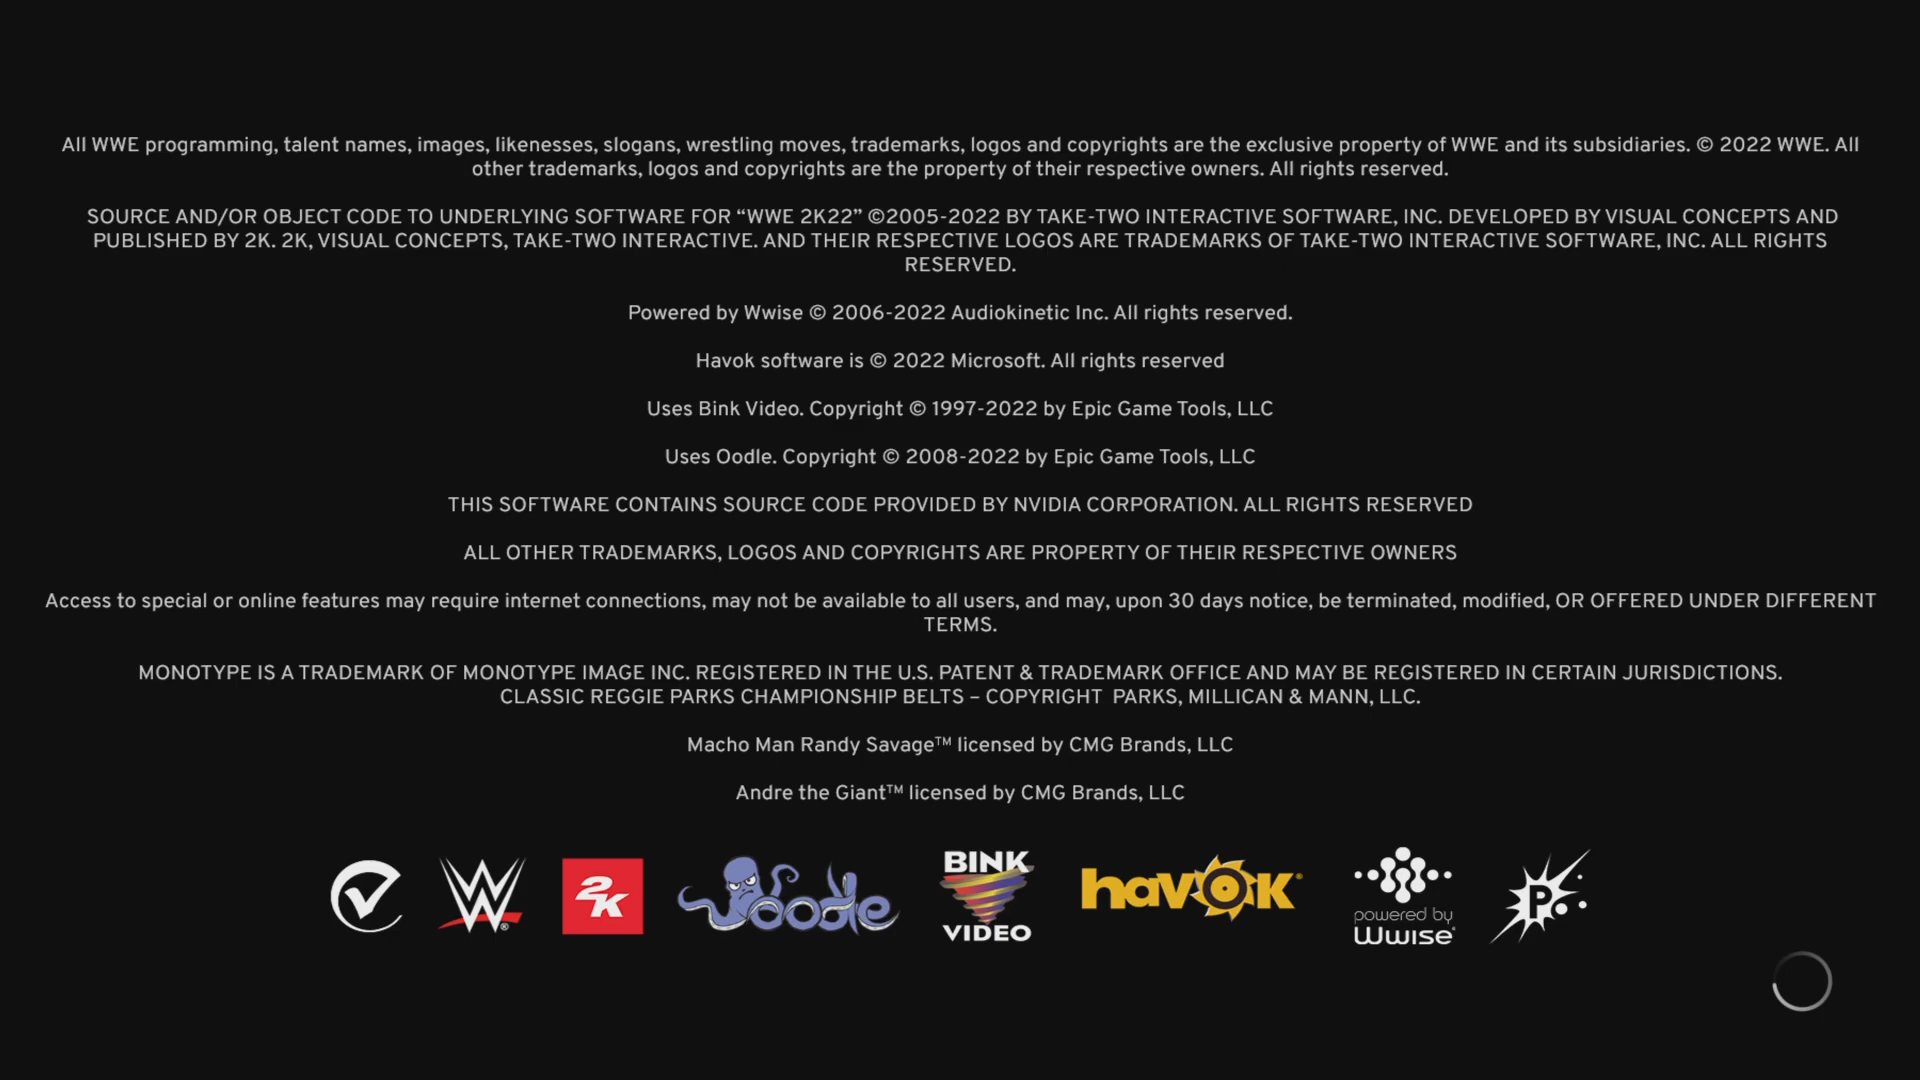 All WWE programming, talent names, images, likenesses, slogans, wrestling moves, trademarks, logos and copyrights are the exclusive property of WWE and its subsidiaries. © 2022 WWE. All
other trademarks, logos and copyrights are the property of their respective owners. All rights reserved.
SOURCE AND/OR OBJECT CODE TO UNDERLYING SOFTWARE FOR “WWE 2K22” ©2005-2022 BY TAKE-TWO INTERACTIVE SOFTWARE, INC. DEVELOPED BY VISUAL CONCEPTS AND
PUBLISHED BY 2K. 2K, VISUAL CONCEPTS, TAKE-TWO INTERACTIVE. AND THEIR RESPECTIVE LOGOS ARE TRADEMARKS OF TAKE-TWO INTERACTIVE SOFTWARE, INC. ALL RIGHTS
RESERVED.
Powered by Wwise © 2006-2022 Audiokinetic Inc. All rights reserved.
Havok software is © 2022 Microsoft. All rights reserved
Uses Bink Video. Copyright © 1997-2022 by Epic Game Tools, LLC
Uses Oodle. Copyright © 2008-2022 by Epic Game Tools, LLC
THIS SOFTWARE CONTAINS SOURCE CODE PROVIDED BY NVIDIA CORPORATION. ALL RIGHTS RESERVED
ALL OTHER TRADEMARKS, LOGOS AND COPYRIGHTS ARE PROPERTY OF THEIR RESPECTIVE OWNERS
Access to special or online features may require internet connections, may not be available to all users, and may, upon 30 days notice, be terminated, modified, OR OFFERED UNDER DIFFERENT
TERMS.
MONOTYPE IS A TRADEMARK OF MONOTYPE IMAGE INC. REGISTERED IN THE U.S. PATENT & TRADEMARK OFFICE AND MAY BE REGISTERED IN CERTAIN JURISDICTIONS.
CLASSIC REGGIE PARKS CHAMPIONSHIP BELTS – COPYRIGHT PARKS, MILLICAN & MANN, LLC.
Macho Man Randy Savage™ licensed by CMG Brands, LLC
Andre the Giant™ licensed by CMG Brands, LLC
W ®
2K
oodle
BINK
VIDEO
havok®
powered by
Wwise
P